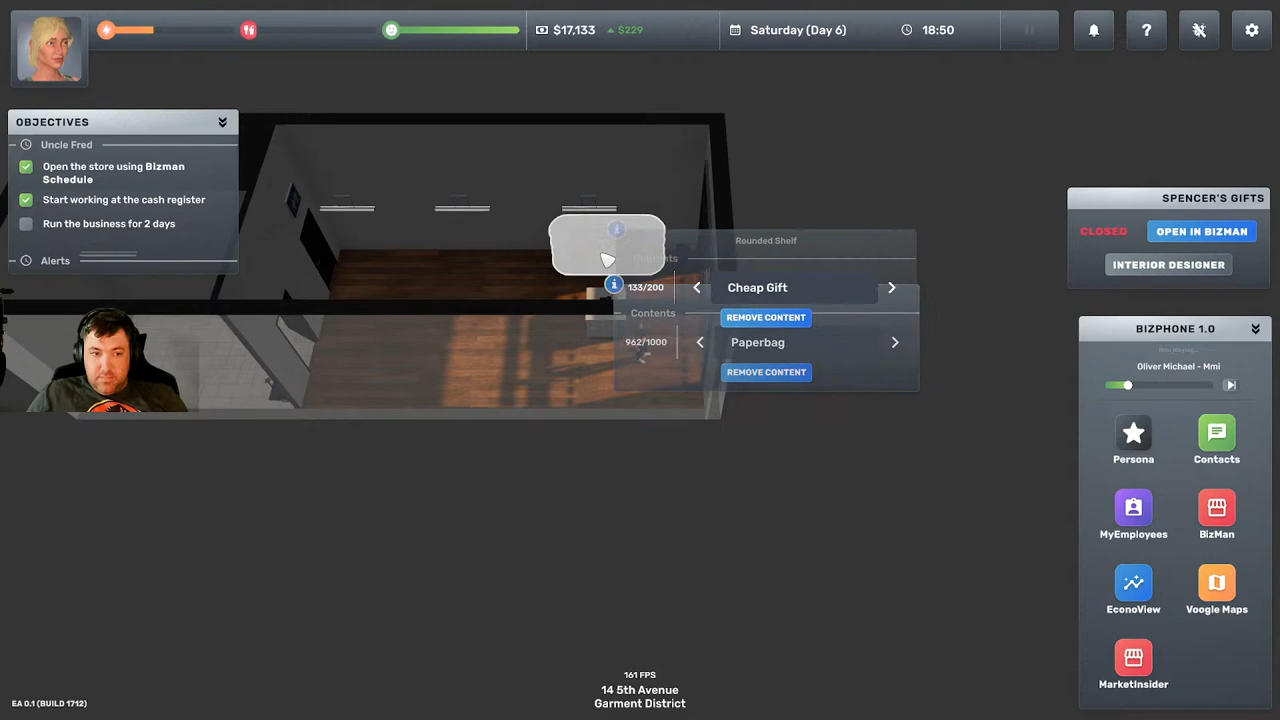 $17,133 $229
Saturday (Day 6)
18:50
OBJECTIVES
Uncle Fred
Open the store using Bizman
Schedule
Start working at the cash register
Run the business for 2 days
Alerts
Rounded Shelf
133/200
Cheap Gift
REMOVE CONTENT
Contents
962/1000
Paperbag
REMOVE CONTENT
SPENCER'S GIFTS
CLOSED
OPEN IN BIZMAN
INTERIOR DESIGNER
BIZPHONE 1.0
Oliver Michael - Mmi
Persona
Contacts
MyEmployees
BizMan
EconoView
Voogle Maps
MarketInsider
161 FPS
14 5th Avenue
Garment District
EA 0.1 (BUILD 1712)